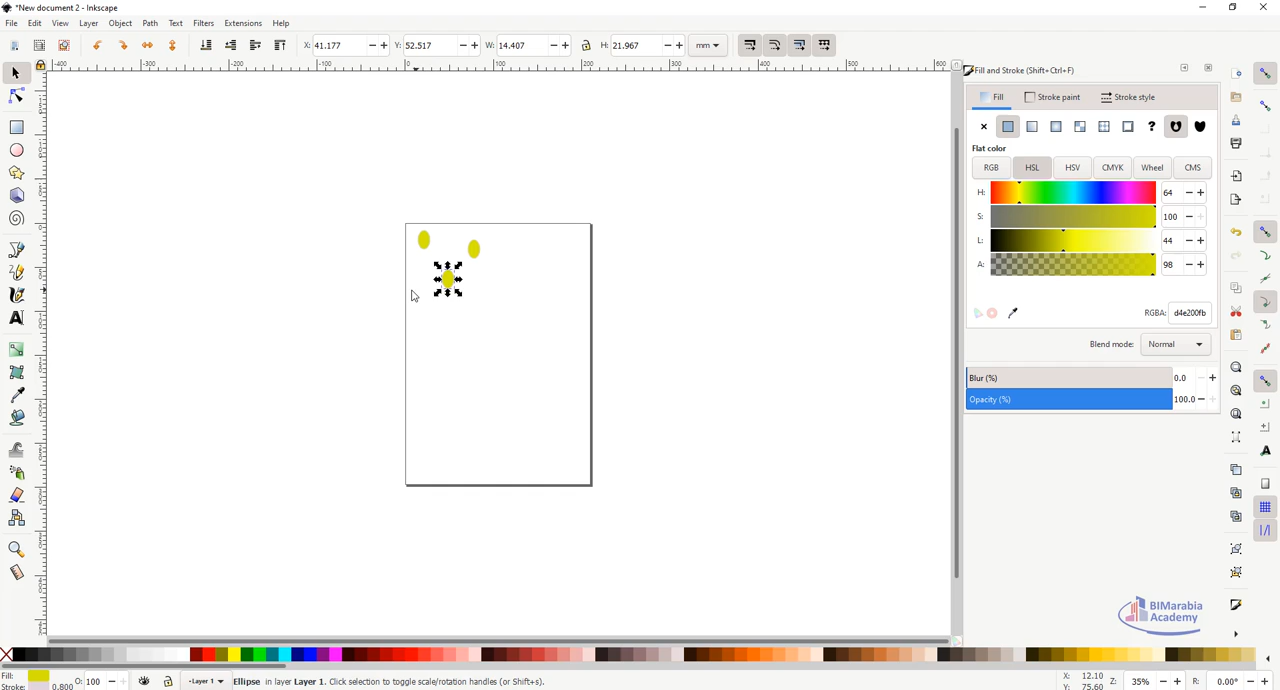 *New document 2 - Inkscape
File Edit View Layer Object Path Text Filters Extensions Help
X: 41.177 Y: 52.517 W: 14.407 H: 21.967 mm
Fill and Stroke (Shift+Ctrl+F)
Fill Stroke paint Stroke style
Flat color
RGB HSL HSV CMYK Wheel CMS
H: 64
S: 100
L: 44
A: 98
RGBA: d4e200fb
Blend mode: Normal
Blur (%) 0.0
Opacity (%) 100.0
BIMarabia
Academy
Fill:
Stroke: 0.800
O: 100
Layer 1
Ellipse in layer Layer 1. Click selection to toggle scale/rotation handles (or Shift+s).
X: 12.10
Y: 75.60
Z: 35%
R: 0.00°